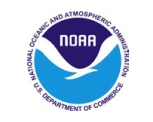 NATIONAL OCEANIC AND ATMOSPHERIC ADMINISTRATION
NOAA
U.S. DEPARTMENT OF COMMERCE